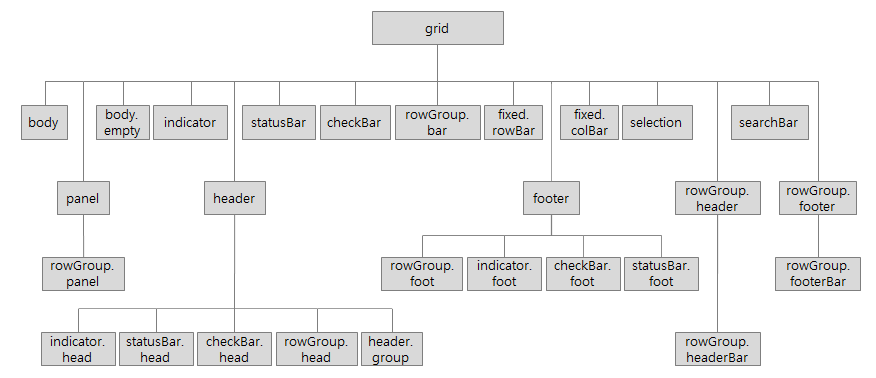 grid
body
body.
empty
indicator
statusBar
checkBar
rowGroup.
bar
fixed.
rowBar
fixed.
colBar
selection
searchBar
panel
header
footer
rowGroup.
header
rowGroup.
footer
rowGroup.
panel
rowGroup.
foot
indicator.
foot
checkBar.
foot
statusBar.
foot
rowGroup.
footerBar
indicator.
head
statusBar.
head
checkBar.
head
rowGroup.
head
header.
group
rowGroup.
headerBar